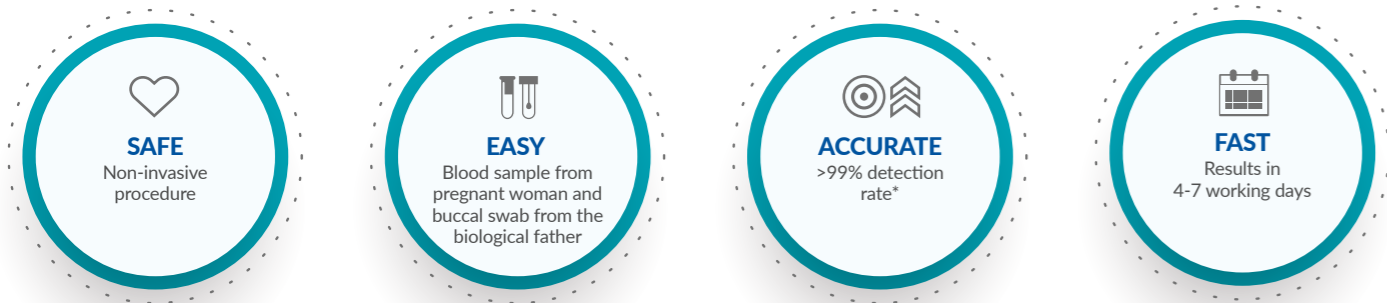 SAFE
Non-invasive
procedure
EASY
Blood sample from
pregnant woman and
buccal swab from the
biological father
ACCURATE
>99% detection
rate*
FAST
Results in
4-7 working days